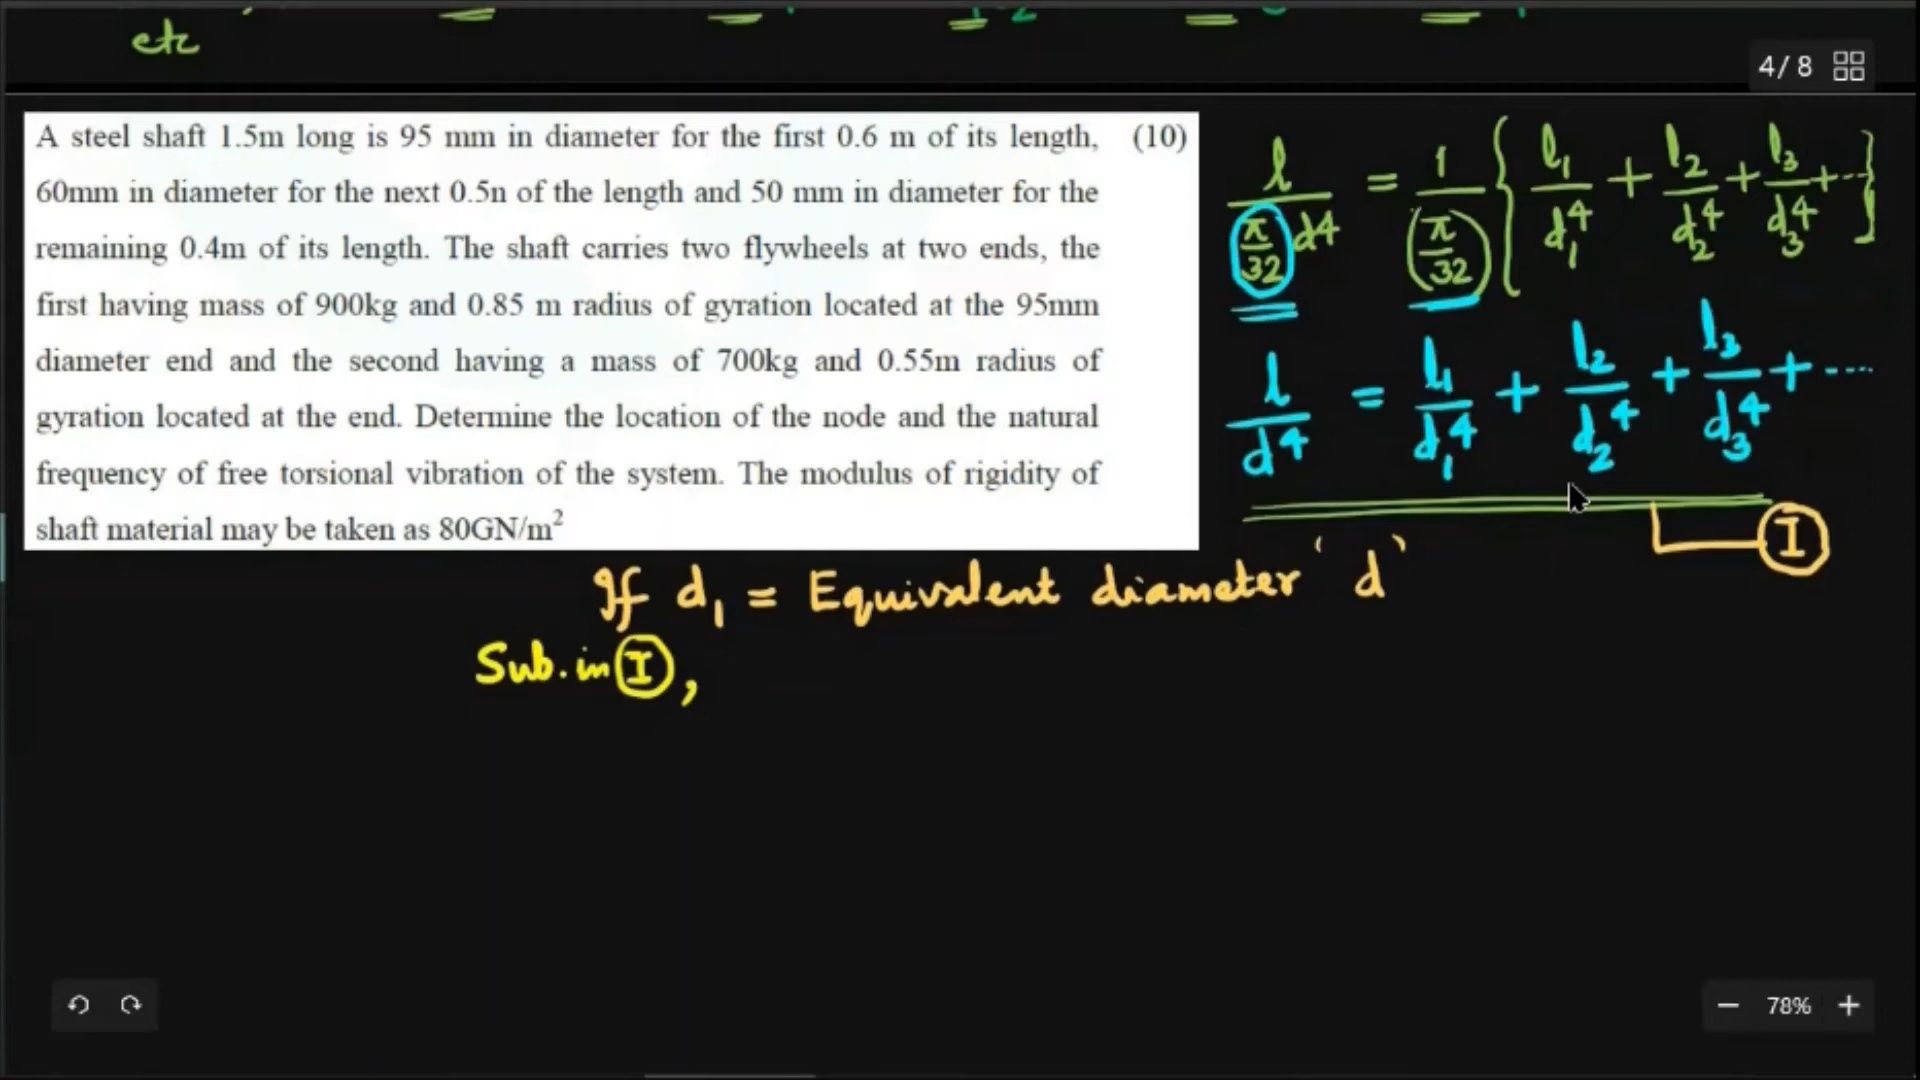 etc
4/8
A steel shaft 1.5m long is 95 mm in diameter for the first 0.6 m of its length, (10)
60mm in diameter for the next 0.5n of the length and 50 mm in diameter for the
remaining 0.4m of its length. The shaft carries two flywheels at two ends, the
first having mass of 900kg and 0.85 m radius of gyration located at the 95mm
diameter end and the second having a mass of 700kg and 0.55m radius of
gyration located at the end. Determine the location of the node and the natural
frequency of free torsional vibration of the system. The modulus of rigidity of
shaft material may be taken as 80GN/m²
l/(π/32 d⁴) = 1/(π/32) { l₁/d₁⁴ + l₂/d₂⁴ + l₃/d₃⁴ + ... }
l/d⁴ = l₁/d₁⁴ + l₂/d₂⁴ + l₃/d₃⁴ + ....
I
If d₁ = Equivalent diameter 'd'
Sub. in I,
78%